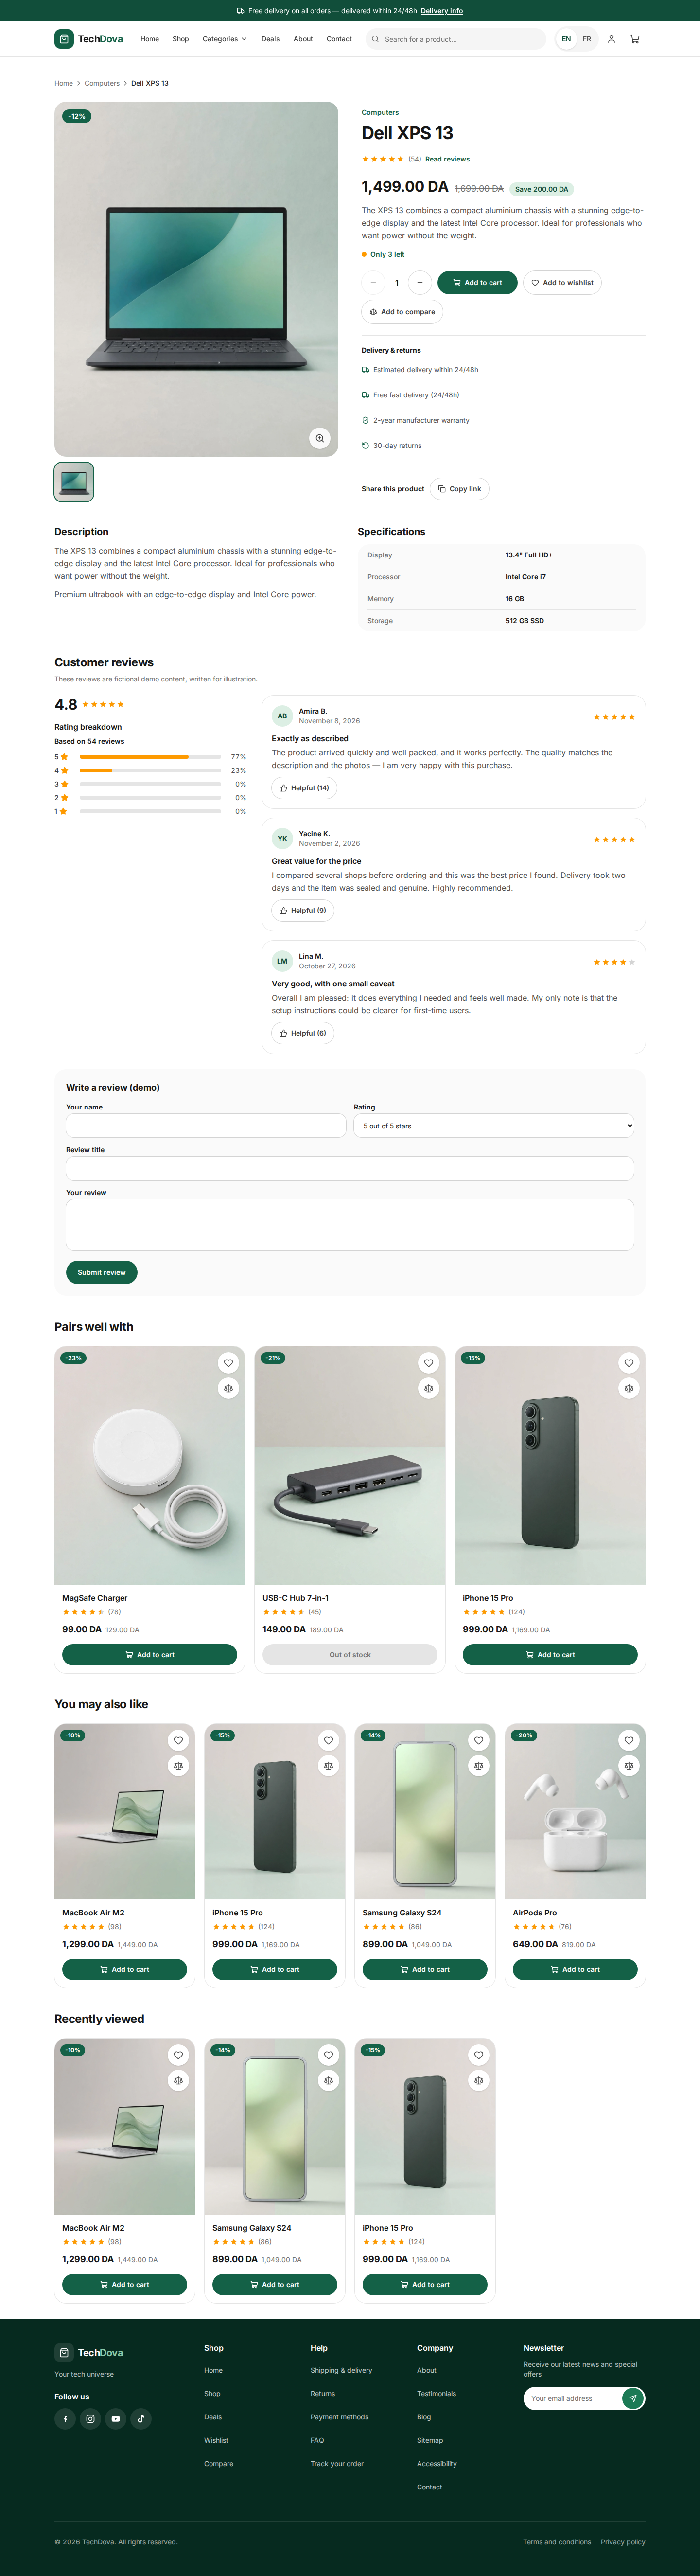 Free delivery on all orders — delivered within 24/48h Delivery info
TechDova
Home Shop Categories Deals About Contact
Search for a product...
EN FR
Home > Computers > Dell XPS 13
-12%
Computers
Dell XPS 13
(54) Read reviews
1,499.00 DA 1,699.00 DA Save 200.00 DA
The XPS 13 combines a compact aluminium chassis with a stunning edge-to-
edge display and the latest Intel Core processor. Ideal for professionals who
want power without the weight.
Only 3 left
− 1 + Add to cart Add to wishlist
Add to compare
Delivery & returns
Estimated delivery within 24/48h
Free fast delivery (24/48h)
2-year manufacturer warranty
30-day returns
Share this product Copy link
Description
The XPS 13 combines a compact aluminium chassis with a stunning edge-to-
edge display and the latest Intel Core processor. Ideal for professionals who
want power without the weight.
Premium ultrabook with an edge-to-edge display and Intel Core power.
Specifications
Display 13.4" Full HD+
Processor Intel Core i7
Memory 16 GB
Storage 512 GB SSD
Customer reviews
These reviews are fictional demo content, written for illustration.
4.8
Rating breakdown
Based on 54 reviews
5 77%
4 23%
3 0%
2 0%
1 0%
AB
Amira B.
November 8, 2026
Exactly as described
The product arrived quickly and well packed, and it works perfectly. The quality matches the
description and the photos — I am very happy with this purchase.
Helpful (14)
YK
Yacine K.
November 2, 2026
Great value for the price
I compared several shops before ordering and this was the best price I found. Delivery took two
days and the item was sealed and genuine. Highly recommended.
Helpful (9)
LM
Lina M.
October 27, 2026
Very good, with one small caveat
Overall I am pleased: it does everything I needed and feels well made. My only note is that the
setup instructions could be clearer for first-time users.
Helpful (6)
Write a review (demo)
Your name Rating
5 out of 5 stars
Review title
Your review
Submit review
Pairs well with
-23% -21% -15%
MagSafe Charger USB-C Hub 7-in-1 iPhone 15 Pro
(78) (45) (124)
99.00 DA 129.00 DA 149.00 DA 189.00 DA 999.00 DA 1,169.00 DA
Add to cart Out of stock Add to cart
You may also like
-10% -15% -14% -20%
MacBook Air M2 iPhone 15 Pro Samsung Galaxy S24 AirPods Pro
(98) (124) (86) (76)
1,299.00 DA 1,449.00 DA 999.00 DA 1,169.00 DA 899.00 DA 1,049.00 DA 649.00 DA 819.00 DA
Add to cart Add to cart Add to cart Add to cart
Recently viewed
-10% -14% -15%
MacBook Air M2 Samsung Galaxy S24 iPhone 15 Pro
(98) (86) (124)
1,299.00 DA 1,449.00 DA 899.00 DA 1,049.00 DA 999.00 DA 1,169.00 DA
Add to cart Add to cart Add to cart
TechDova
Your tech universe
Follow us
Shop
Home
Shop
Deals
Wishlist
Compare
Help
Shipping & delivery
Returns
Payment methods
FAQ
Track your order
Company
About
Testimonials
Blog
Sitemap
Accessibility
Contact
Newsletter
Receive our latest news and special
offers
Your email address
© 2026 TechDova. All rights reserved.
Terms and conditions Privacy policy